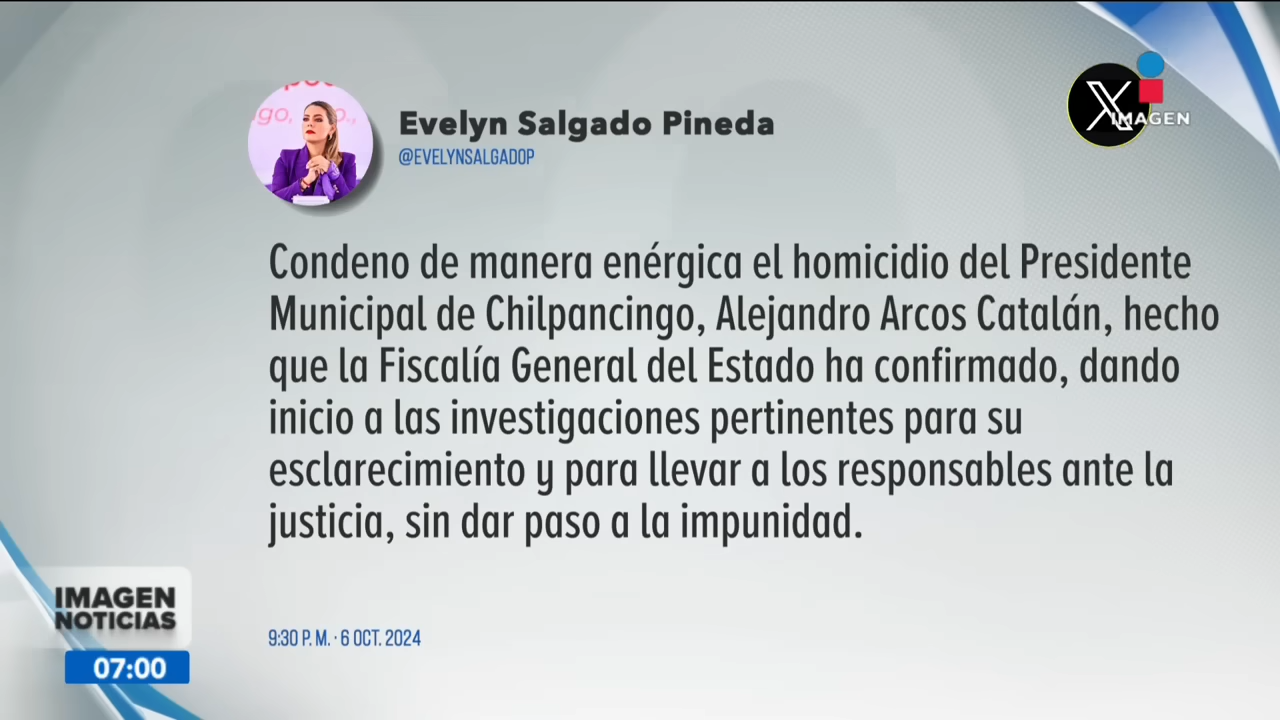 Evelyn Salgado Pineda
@EVELYNSALGADOP
IMAGEN
Condeno de manera enérgica el homicidio del Presidente
Municipal de Chilpancingo, Alejandro Arcos Catalán, hecho
que la Fiscalía General del Estado ha confirmado, dando
inicio a las investigaciones pertinentes para su
esclarecimiento y para llevar a los responsables ante la
justicia, sin dar paso a la impunidad.
9:30 P. M. · 6 OCT. 2024
IMAGEN
NOTICIAS
07:00